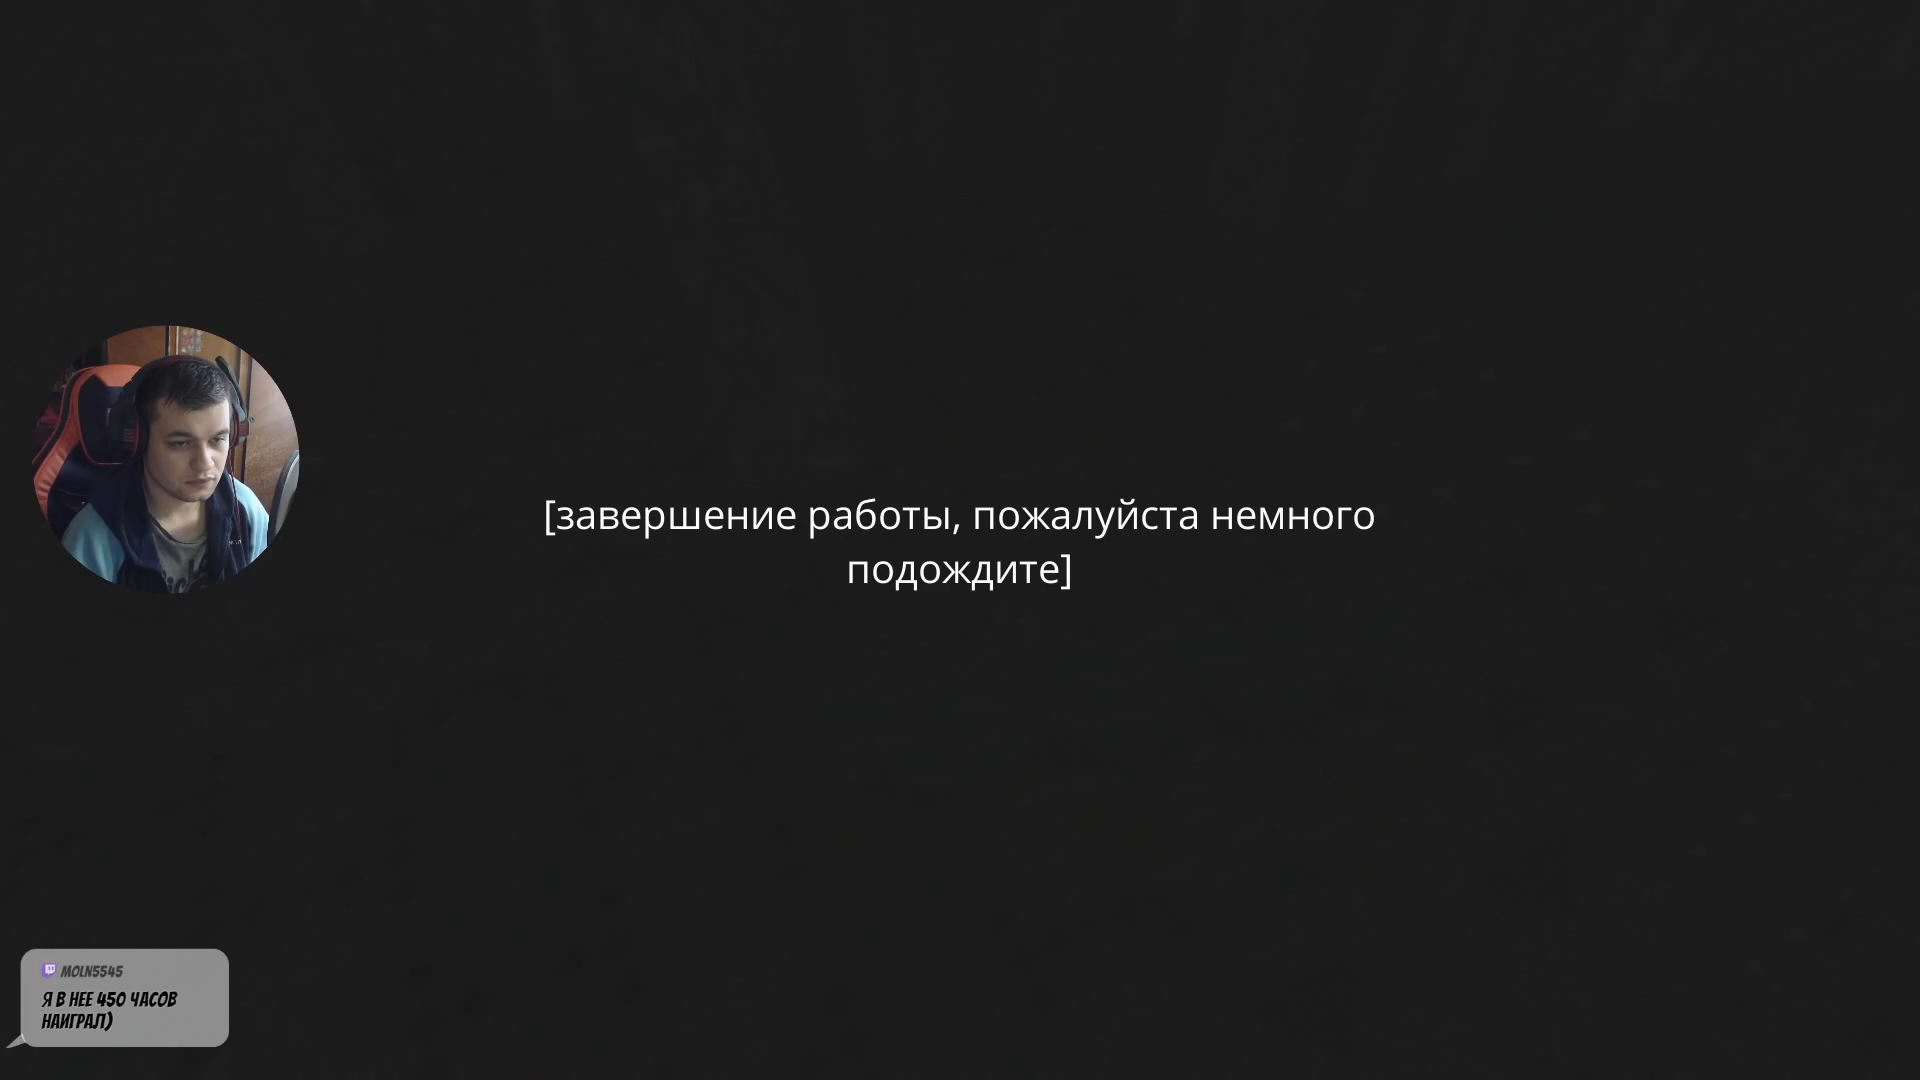 [завершение работы, пожалуйста немного
подождите]
MOLN5545
Я В НЕЕ 450 ЧАСОВ
НАИГРАЛ)